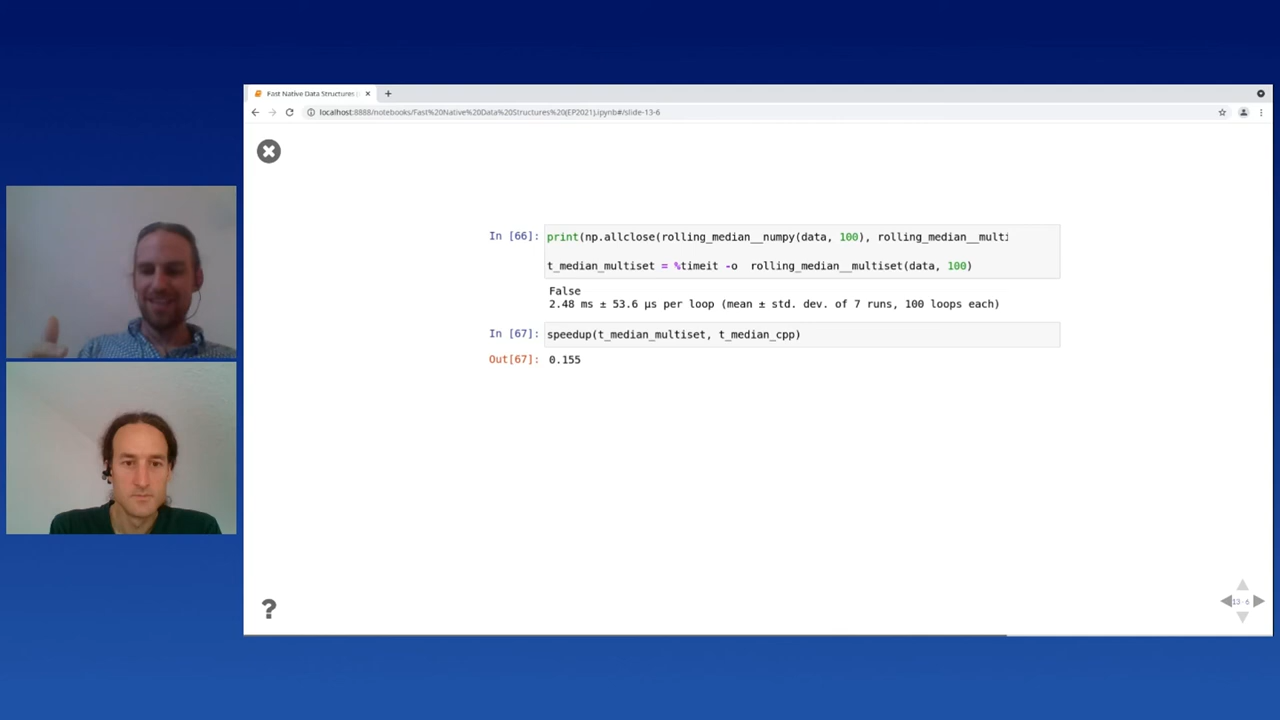 Fast Native Data Structures (
localhost:8888/notebooks/Fast%20Native%20Data%20Structures%20(EP2021).ipynb#/slide-13-6
In [66]: print(np.allclose(rolling_median__numpy(data, 100), rolling_median__multi
t_median_multiset = %timeit -o  rolling_median__multiset(data, 100)
False
2.48 ms ± 53.6 µs per loop (mean ± std. dev. of 7 runs, 100 loops each)
In [67]: speedup(t_median_multiset, t_median_cpp)
Out[67]: 0.155
?
13-6